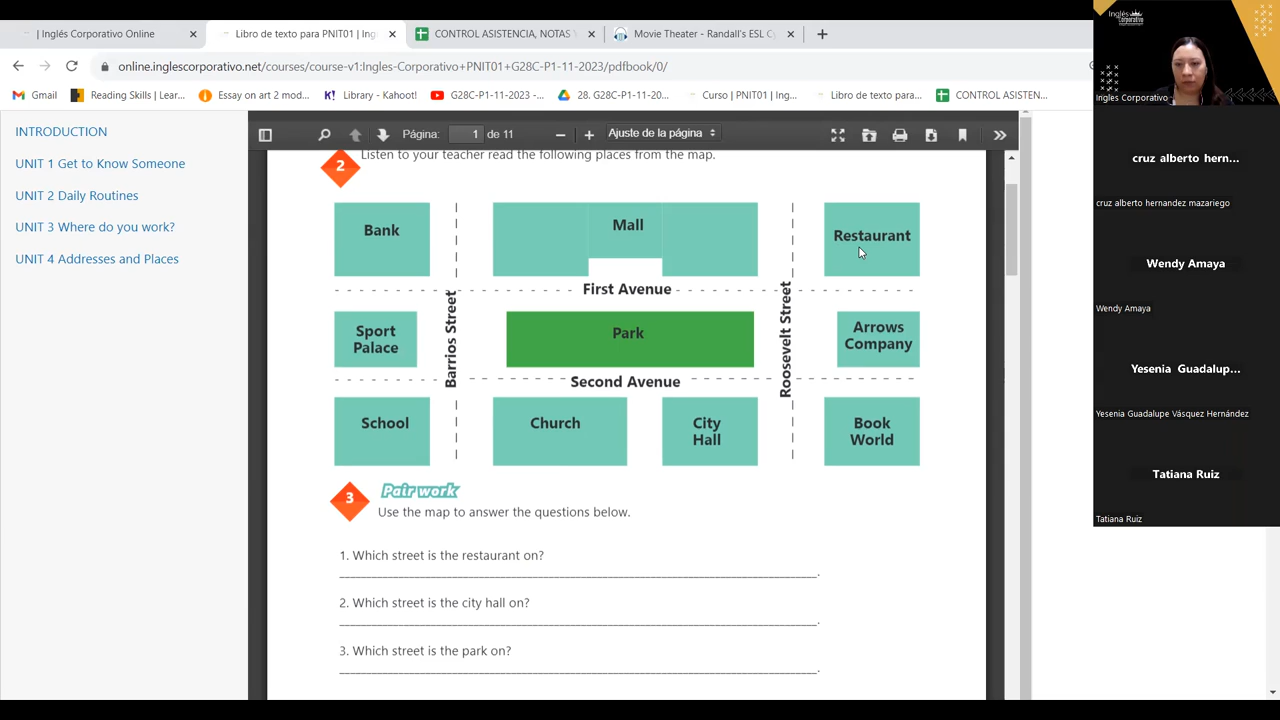 | Inglés Corporativo Online
Libro de texto para PNIT01 | Ing
CONTROL ASISTENCIA, NOTAS
Movie Theater - Randall's ESL Cy
online.inglescorporativo.net/courses/course-v1:Ingles-Corporativo+PNIT01+G28C-P1-11-2023/pdfbook/0/
Gmail
Reading Skills | Lear...
Essay on art 2 mod...
Library - Kahoot!
G28C-P1-11-2023 -...
28. G28C-P1-11-20...
Curso | PNIT01 | Ing...
Libro de texto para...
CONTROL ASISTEN...
INTRODUCTION
UNIT 1 Get to Know Someone
UNIT 2 Daily Routines
UNIT 3 Where do you work?
UNIT 4 Addresses and Places
Página: 1 de 11
Ajuste de la página
2
Listen to your teacher read the following places from the map.
Bank
Mall
Restaurant
First Avenue
Sport
Palace
Barrios Street
Park
Roosevelt Street
Arrows
Company
Second Avenue
School
Church
City
Hall
Book
World
3
Pair work
Use the map to answer the questions below.
1. Which street is the restaurant on?
2. Which street is the city hall on?
3. Which street is the park on?
Inglés
Corporativo
Ingles Corporativo
cruz alberto hern...
cruz alberto hernandez mazariego
Wendy Amaya
Wendy Amaya
Yesenia Guadalup...
Yesenia Guadalupe Vásquez Hernández
Tatiana Ruiz
Tatiana Ruiz